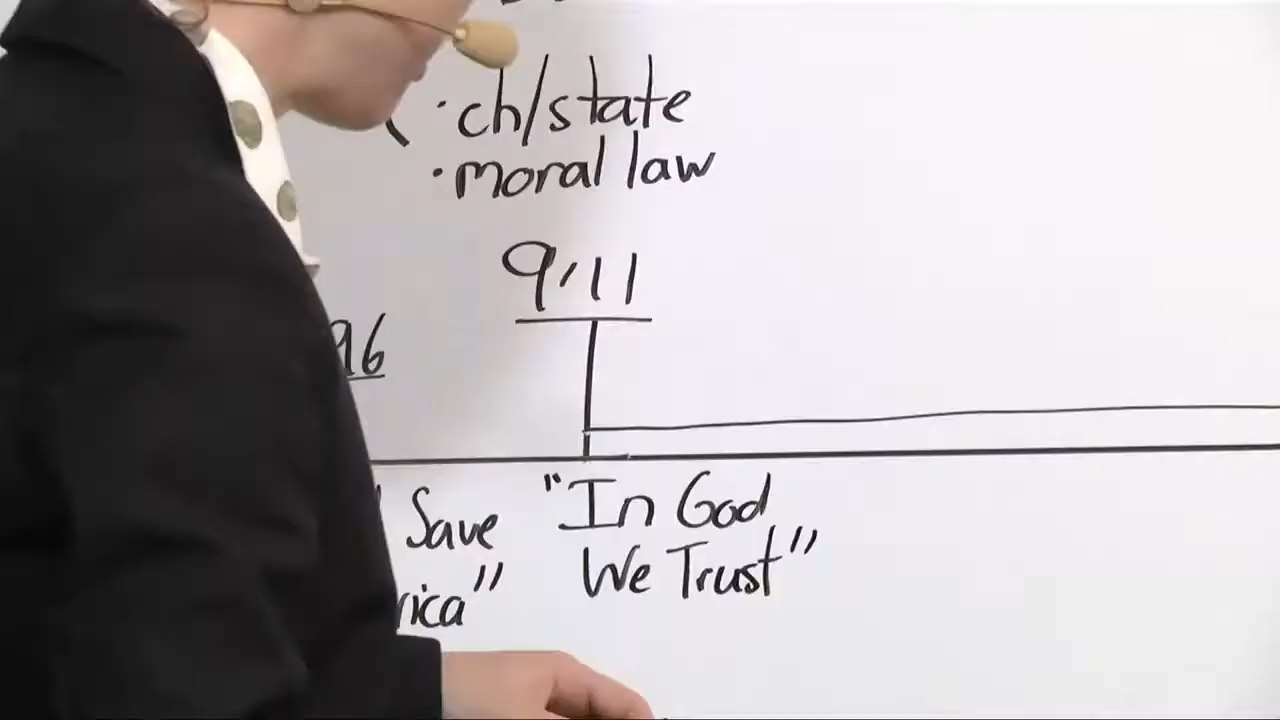 · ch/state
· moral law
9/11
96
Save "In God
rica" We Trust"